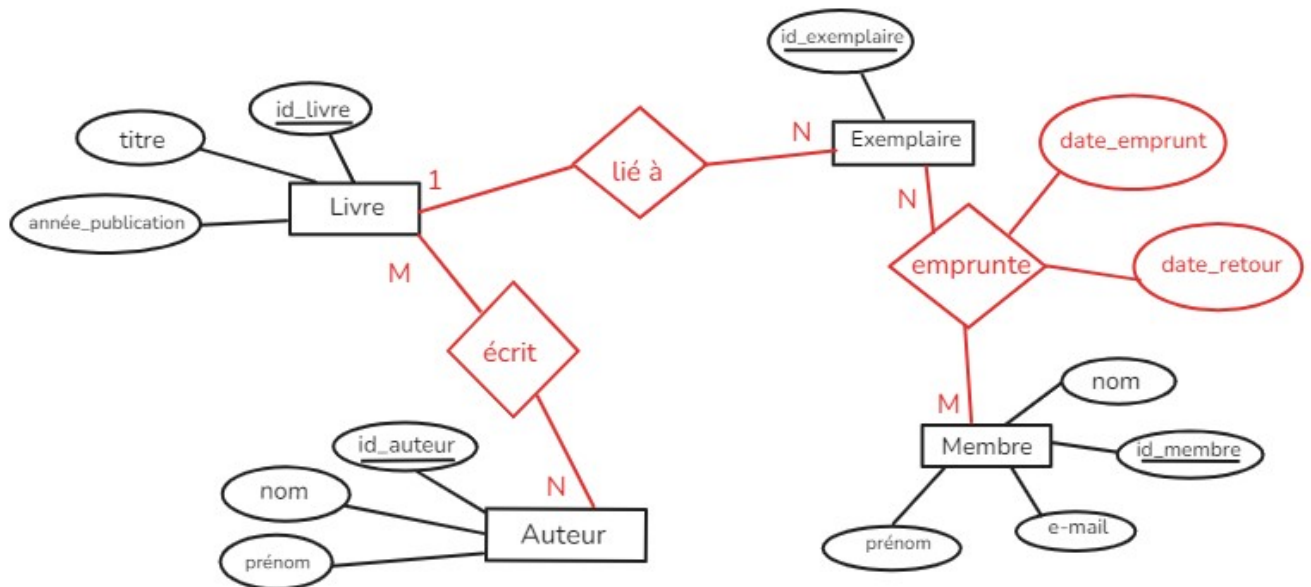 id_exemplaire
id_livre
titre
N
Exemplaire
date_emprunt
lié à
1
Livre
année_publication
N
M
emprunte
date_retour
écrit
nom
M
id_auteur
Membre
id_membre
nom
N
Auteur
e-mail
prénom
prénom